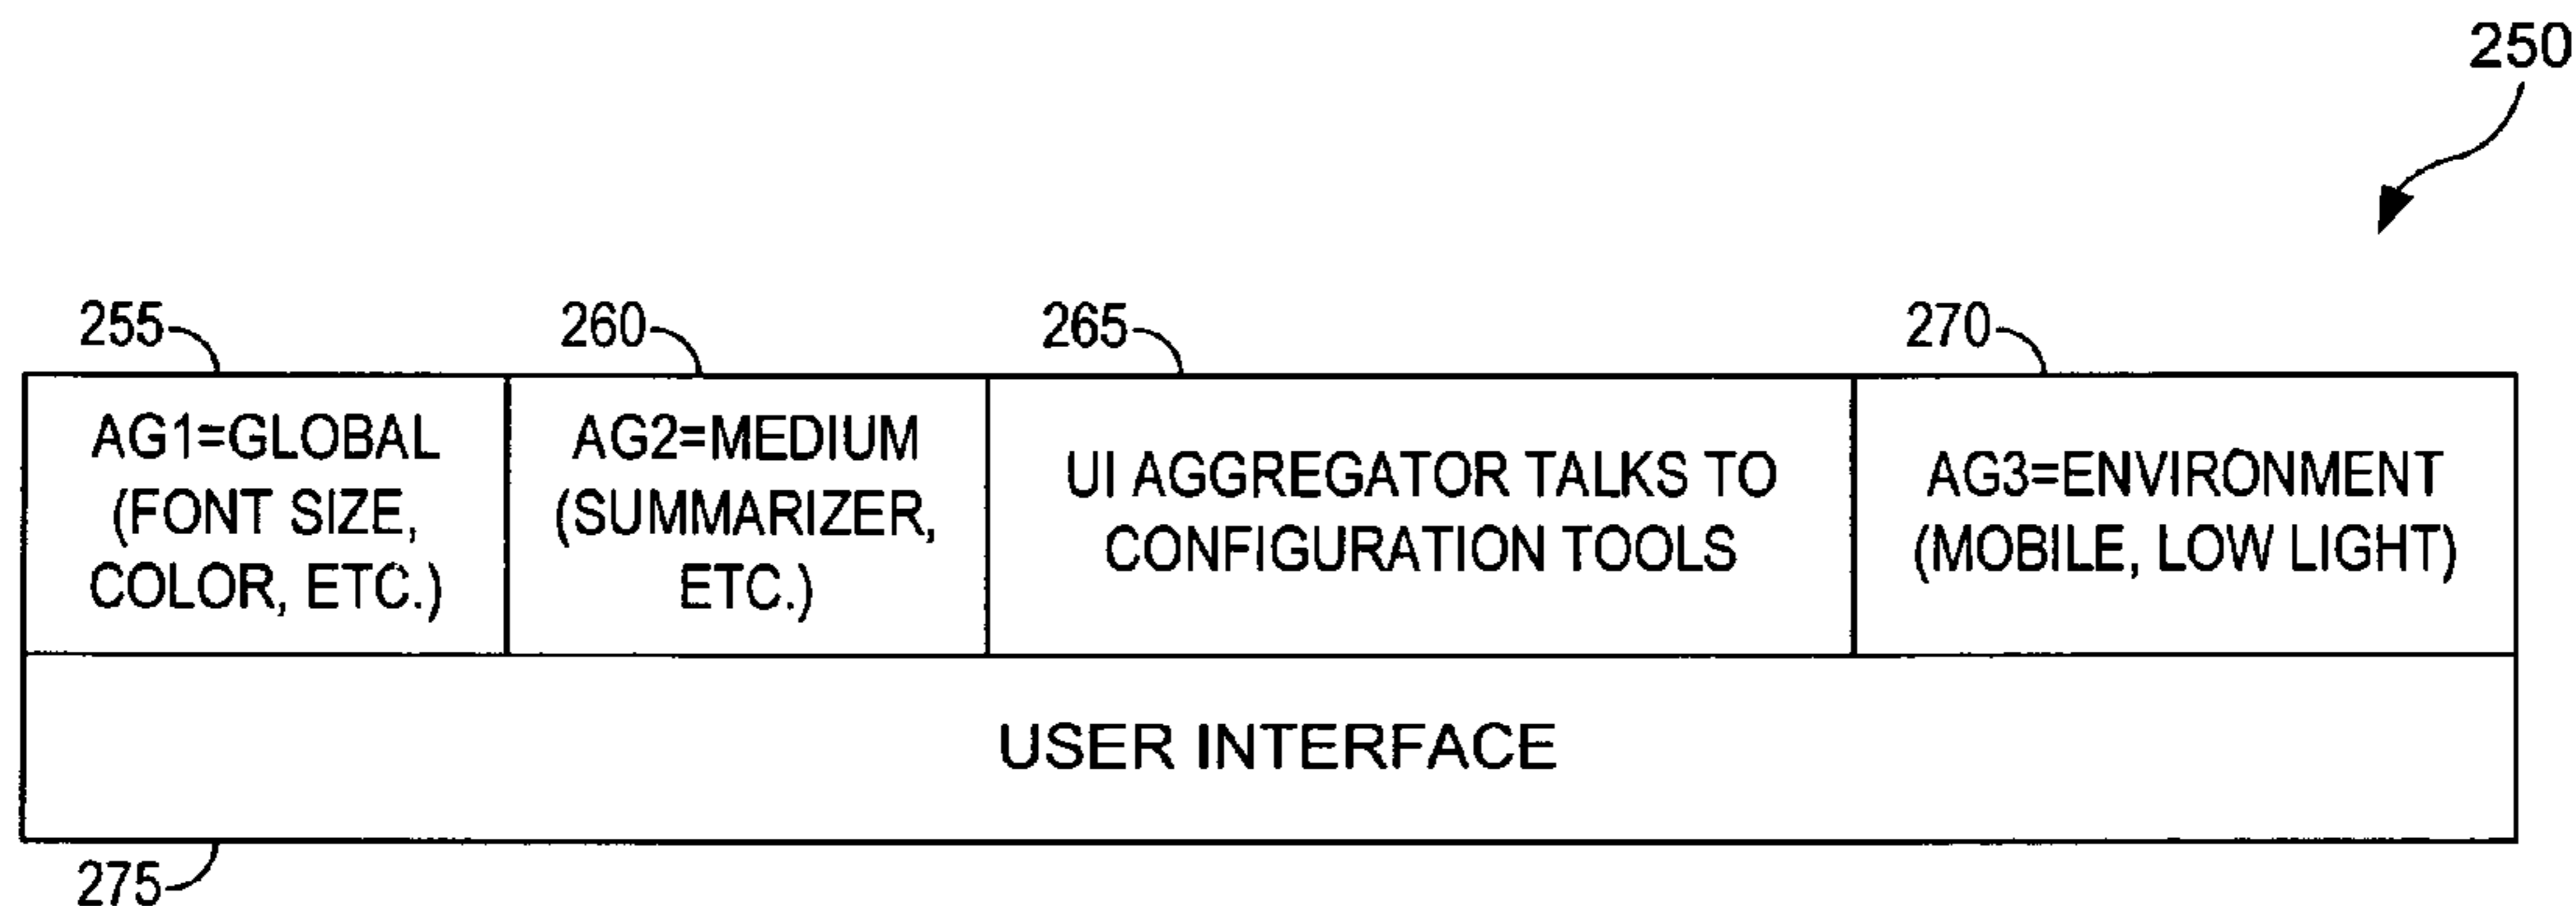 250
255
260
265
270
AG1=GLOBAL
(FONT SIZE,
COLOR, ETC.)
AG2=MEDIUM
(SUMMARIZER,
ETC.)
UI AGGREGATOR TALKS TO
CONFIGURATION TOOLS
AG3=ENVIRONMENT
(MOBILE, LOW LIGHT)
USER INTERFACE
275